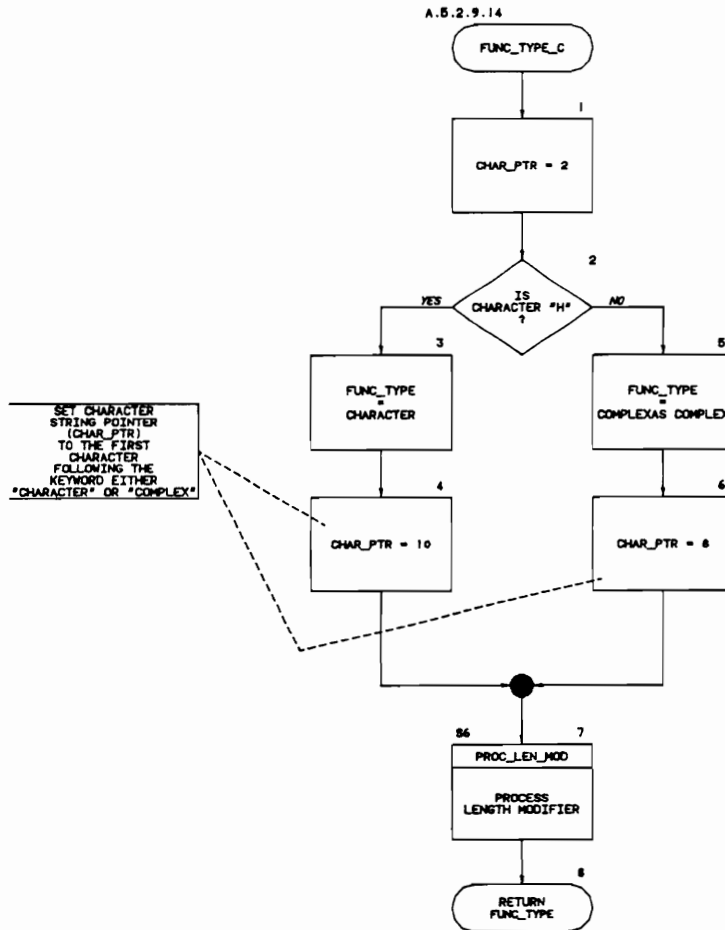 A.5.2.9.14
FUNC_TYPE_C
1
CHAR_PTR = 2
2
IS
CHARACTER "H"
?
YES
NO
3
FUNC_TYPE
=
CHARACTER
5
FUNC_TYPE
=
COMPLEXAS COMPLEX
SET CHARACTER
STRING POINTER
(CHAR_PTR)
TO THE FIRST
CHARACTER
FOLLOWING THE
KEYWORD EITHER
"CHARACTER" OR "COMPLEX"
4
CHAR_PTR = 10
6
CHAR_PTR = 8
S6
7
PROC_LEN_MOD
PROCESS
LENGTH MODIFIER
8
RETURN
FUNC_TYPE